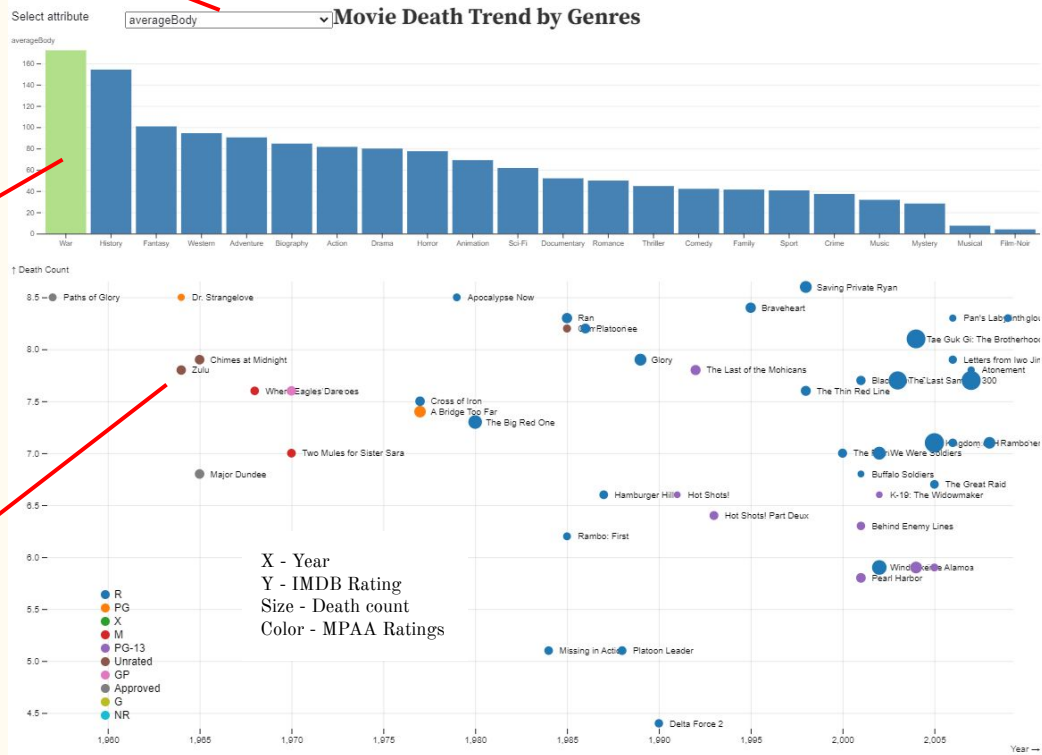 Select attribute
averageBody
Movie Death Trend by Genres
averageBody
160
140
120
100
80
60
40
20
0
War History Fantasy Western Adventure Biography Action Drama Horror Animation Sci-Fi Documentary Romance Thriller Comedy Family Sport Crime Music Mystery Musical Film-Noir
↑ Death Count
8.5
Paths of Glory
Dr. Strangelove
Apocalypse Now
Saving Private Ryan
Braveheart
Ran
Pan's
Platoon
Tae Guk Gi: The Brotherhood
8.0
Chimes at Midnight
Zulu
Glory
The Last of the Mohicans
Letters from Iwo Jim
Atonement
The Last Sam
300
7.5
Where Eagles Dare
The Thin Red Line
Cross of Iron
A Bridge Too Far
The Big Red One
7.0
Two Mules for Sister Sara
Rambo
The
We Were Soldiers
Major Dundee
Buffalo Soldiers
The Great Raid
6.5
Hamburger Hill
Hot Shots!
K-19: The Widowmaker
Hot Shots! Part Deux
Behind Enemy Lines
Rambo: First
6.0
X - Year
Y - IMDB Rating
Size - Death count
Color - MPAA Ratings
Alamo
Pearl Harbor
5.5
R
PG
X
M
PG-13
Unrated
GP
Approved
G
NR
5.0
Missing in
Platoon Leader
4.5
Delta Force 2
1,960 1,965 1,970 1,975 1,980 1,985 1,990 1,995 2,000 2,005
Year →